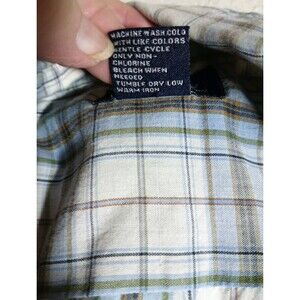 MACHINE WASH COLD
WITH LIKE COLORS
GENTLE CYCLE
ONLY NON-
CHLORINE
BLEACH WHEN
NEEDED
TUMBLE DRY LOW
WARM IRON